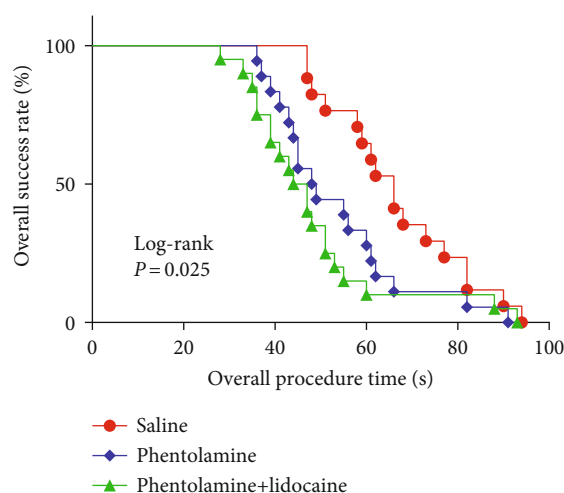 Overall success rate (%)
100
50
0
Log-rank
P = 0.025
0 20 40 60 80 100
Overall procedure time (s)
Saline
Phentolamine
Phentolamine+lidocaine